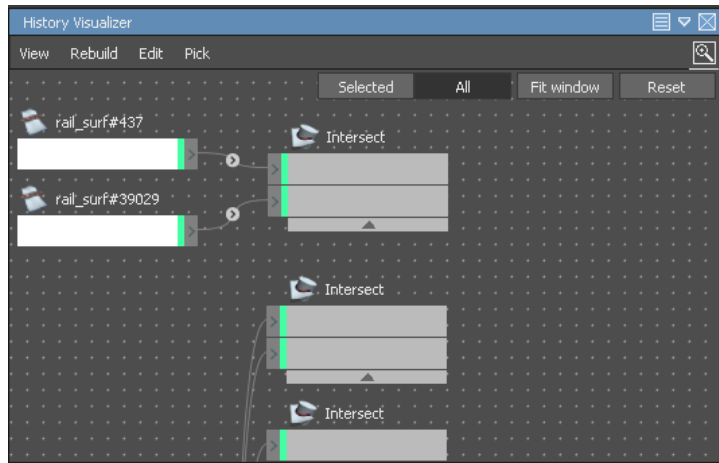 History Visualizer
View Rebuild Edit Pick
Selected All Fit window Reset
rail_surf#437
Intersect
rail_surf#39029
Intersect
Intersect